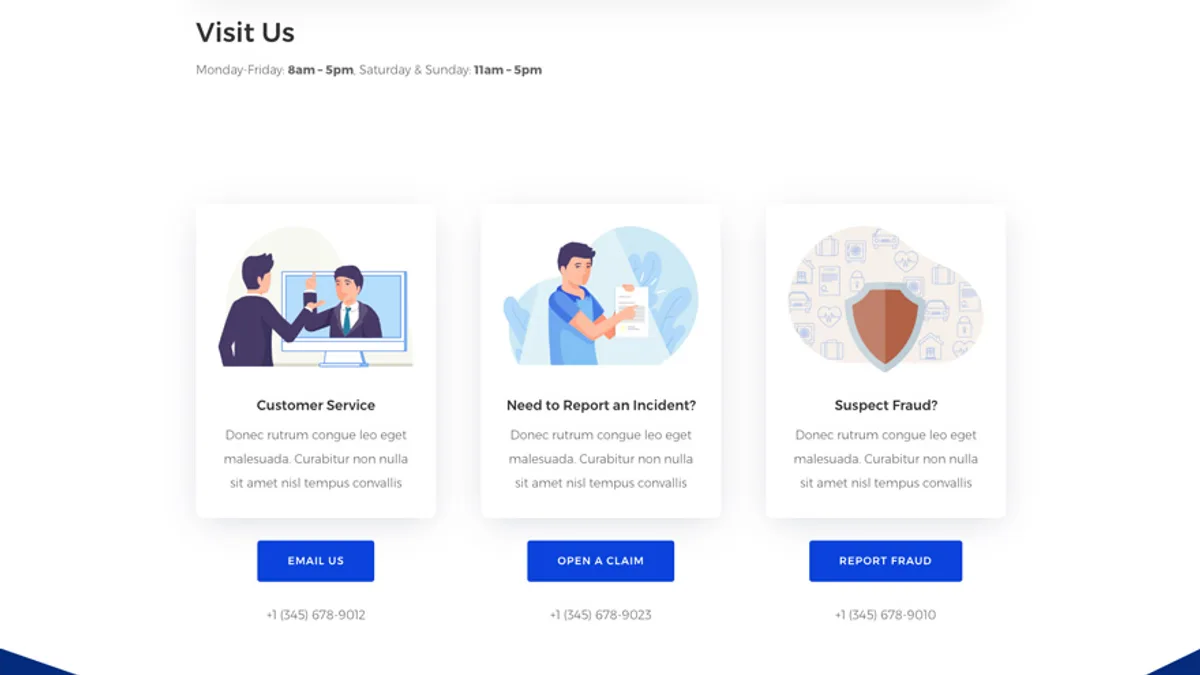 Visit Us
Monday-Friday: 8am – 5pm, Saturday & Sunday: 11am – 5pm
Customer Service
Donec rutrum congue leo eget
malesuada. Curabitur non nulla
sit amet nisl tempus convallis
EMAIL US
+1 (345) 678-9012
Need to Report an Incident?
Donec rutrum congue leo eget
malesuada. Curabitur non nulla
sit amet nisl tempus convallis
OPEN A CLAIM
+1 (345) 678-9023
Suspect Fraud?
Donec rutrum congue leo eget
malesuada. Curabitur non nulla
sit amet nisl tempus convallis
REPORT FRAUD
+1 (345) 678-9010